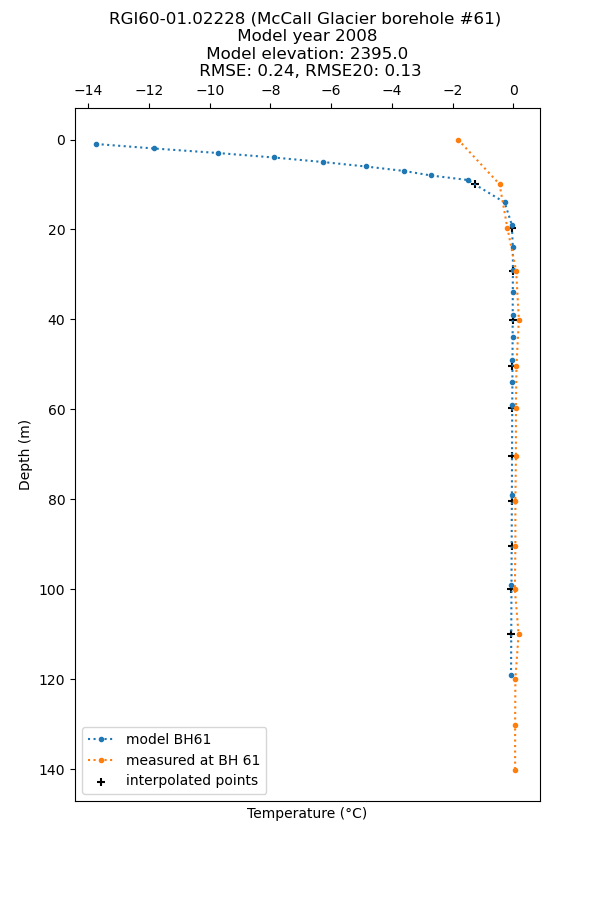 RGI60-01.02228 (McCall Glacier borehole #61)
Model year 2008
Model elevation: 2395.0
RMSE: 0.24, RMSE20: 0.13
−14 −12 −10 −8 −6 −4 −2 0
0
20
40
60
80
100
120
140
Depth (m)
model BH61
measured at BH 61
interpolated points
Temperature (°C)